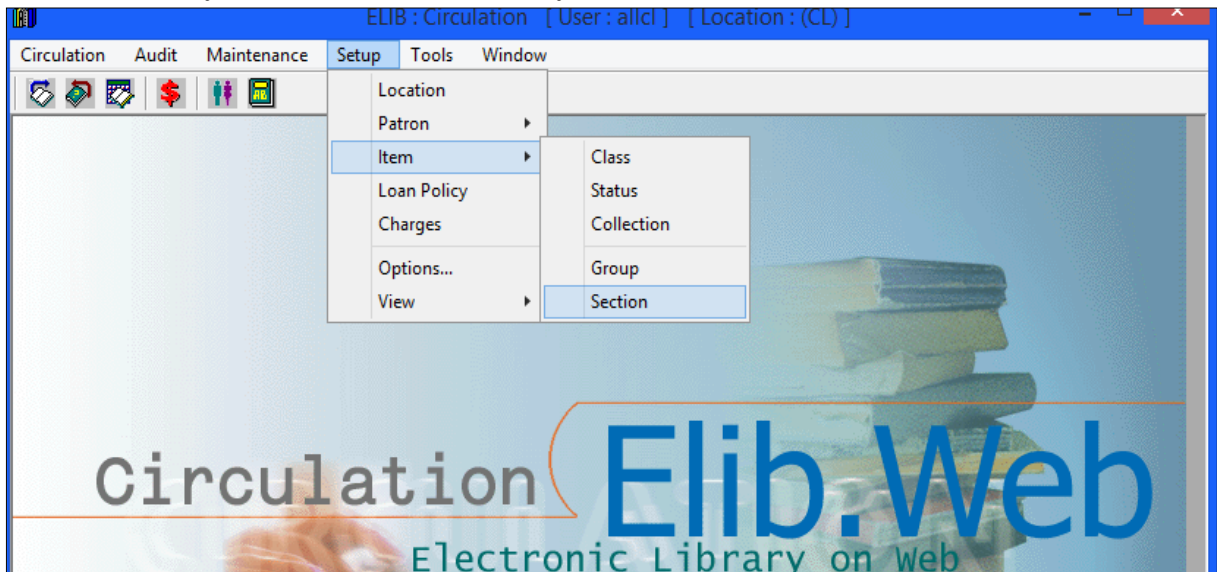 ELIB : Circulation [ User : allcl ] [ Location : (CL) ]
Circulation Audit Maintenance Setup Tools Window
Location
Patron
Item
Loan Policy
Charges
Options...
View
Class
Status
Collection
Group
Section
Circulation
Elib.Web
Electronic Library on Web